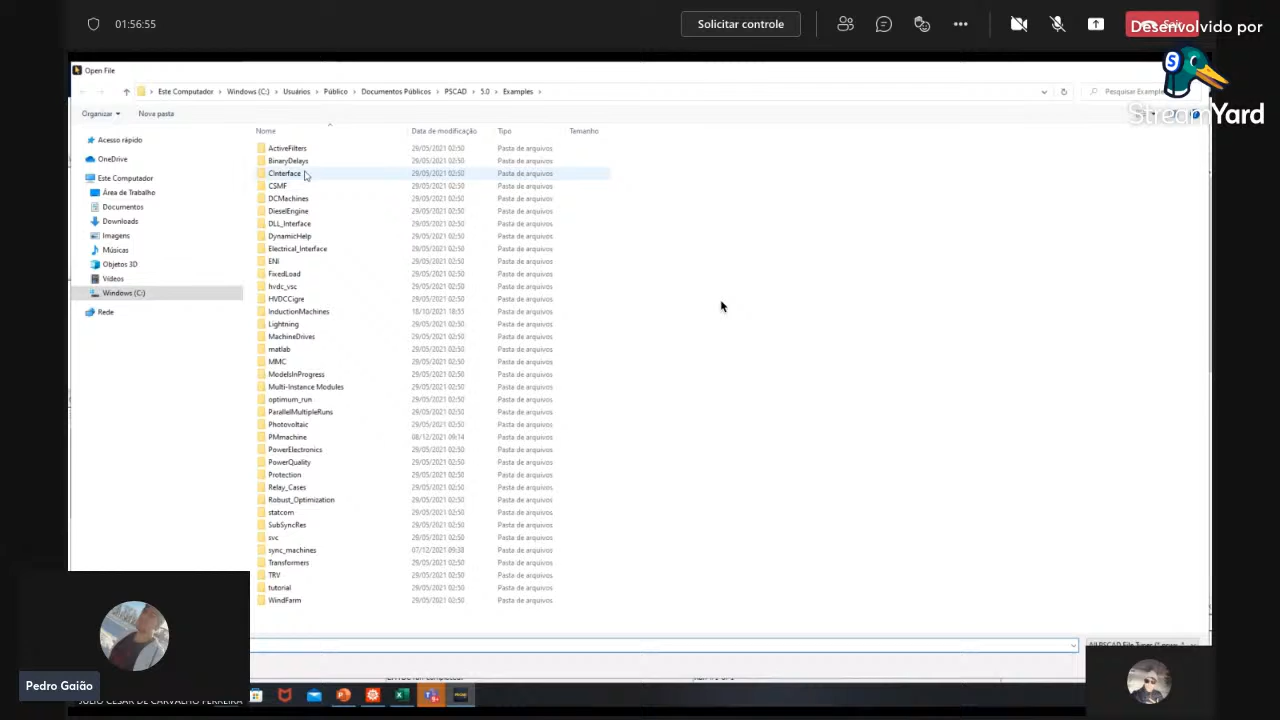 01:56:55
Solicitar controle
Desenvolvido por
StreamYard
Open File
Este Computador > Windows (C:) > Usuários > Público > Documentos Públicos > PSCAD > 5.0 > Examples >
Pesquisar Example
Organizar
Nova pasta
Nome Data de modificação Tipo Tamanho
Acesso rápido
OneDrive
Este Computador
Área de Trabalho
Documentos
Downloads
Imagens
Músicas
Objetos 3D
Vídeos
Windows (C:)
Rede
ActiveFilters 29/05/2021 02:50 Pasta de arquivos
BinaryDelays 29/05/2021 02:50 Pasta de arquivos
CInterface 29/05/2021 02:50 Pasta de arquivos
CSMF 29/05/2021 02:50 Pasta de arquivos
DCMachines 29/05/2021 02:50 Pasta de arquivos
DieselEngine 29/05/2021 02:50 Pasta de arquivos
DLL_Interface 29/05/2021 02:50 Pasta de arquivos
DynamicHelp 29/05/2021 02:50 Pasta de arquivos
Electrical_Interface 29/05/2021 02:50 Pasta de arquivos
ENI 29/05/2021 02:50 Pasta de arquivos
FixedLoad 29/05/2021 02:50 Pasta de arquivos
hvdc_vsc 29/05/2021 02:50 Pasta de arquivos
HVDCCigre 29/05/2021 02:50 Pasta de arquivos
InductionMachines 18/10/2021 18:55 Pasta de arquivos
Lightning 29/05/2021 02:50 Pasta de arquivos
MachineDrives 29/05/2021 02:50 Pasta de arquivos
matlab 29/05/2021 02:50 Pasta de arquivos
MMC 29/05/2021 02:50 Pasta de arquivos
ModelsInProgress 29/05/2021 02:50 Pasta de arquivos
Multi-Instance Modules 29/05/2021 02:50 Pasta de arquivos
optimum_run 29/05/2021 02:50 Pasta de arquivos
ParallelMultipleRuns 29/05/2021 02:50 Pasta de arquivos
Photovoltaic 29/05/2021 02:50 Pasta de arquivos
PMmachine 08/12/2021 09:14 Pasta de arquivos
PowerElectronics 29/05/2021 02:50 Pasta de arquivos
PowerQuality 29/05/2021 02:50 Pasta de arquivos
Protection 29/05/2021 02:50 Pasta de arquivos
Relay_Cases 29/05/2021 02:50 Pasta de arquivos
Robust_Optimization 29/05/2021 02:50 Pasta de arquivos
statcom 29/05/2021 02:50 Pasta de arquivos
SubSyncRes 29/05/2021 02:50 Pasta de arquivos
svc 29/05/2021 02:50 Pasta de arquivos
sync_machines 07/12/2021 09:38 Pasta de arquivos
Transformers 29/05/2021 02:50 Pasta de arquivos
TRV 29/05/2021 02:50 Pasta de arquivos
tutorial 29/05/2021 02:50 Pasta de arquivos
WindFarm 29/05/2021 02:50 Pasta de arquivos
Pedro Gaião
JULIO CESAR DE CARVALHO FERREIRA